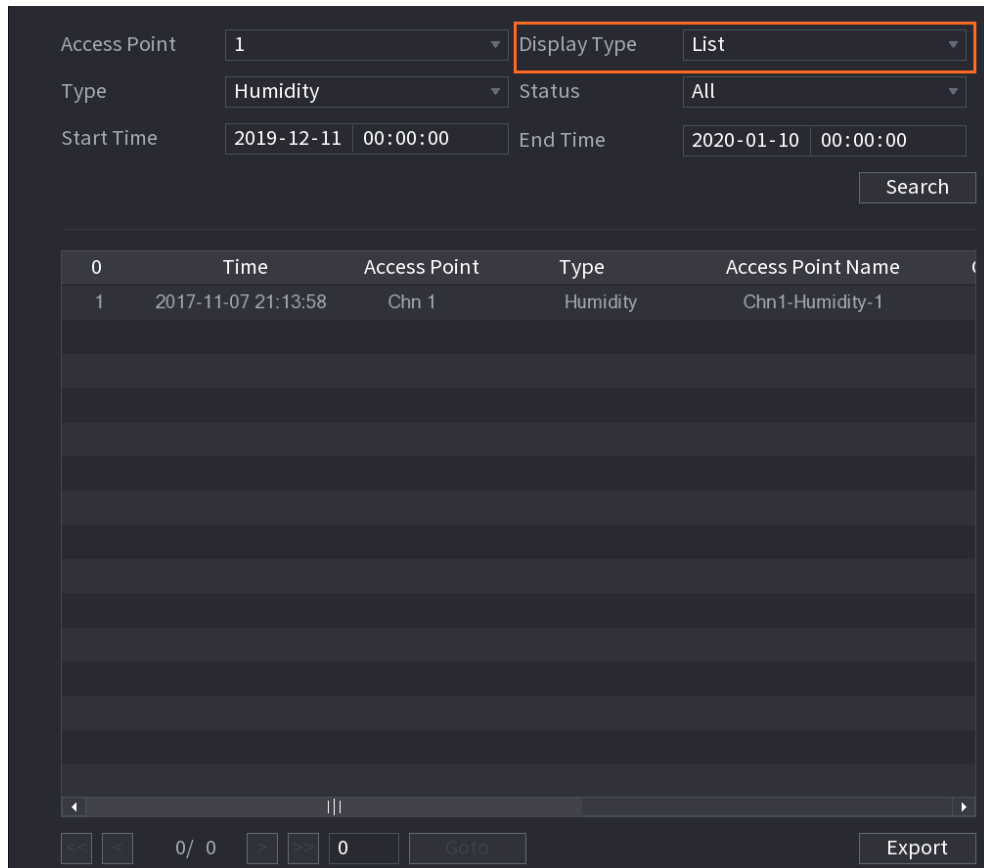 Access Point 1 Display Type List
Type Humidity Status All
Start Time 2019-12-11 00:00:00 End Time 2020-01-10 00:00:00
Search
0 Time Access Point Type Access Point Name
1 2017-11-07 21:13:58 Chn 1 Humidity Chn1-Humidity-1
<< < 0/ 0 > >> 0 Goto Export